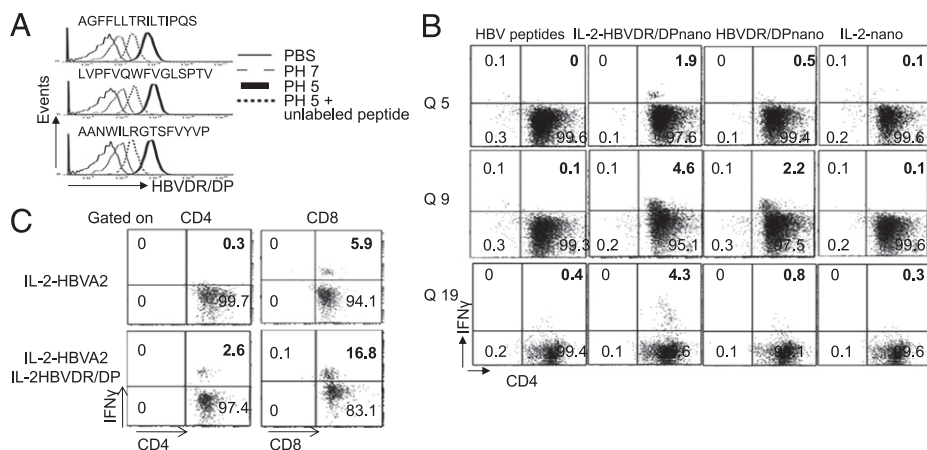 A
AGFFLLTRILTIPQS
LVPFVQWFVGLSPTV
AANWILRGTSFVYVP
Events
HBVDR/DP
PBS
PH 7
PH 5
PH 5 +
unlabeled peptide
B
HBV peptides IL-2-HBVDR/DPnano HBVDR/DPnano IL-2-nano
Q 5
0.1 0 0.1 1.9 0.1 0.5 0.1 0.1
0.3 99.6 0.1 97.6 0.1 99.4 0.2 99.6
Q 9
0.1 0.1 0.1 4.6 0.1 2.2 0.1 0.1
0.3 99.3 0.2 95.1 0.3 97.5 0.2 99.6
Q 19
0 0.4 0 4.3 0 0.8 0 0.3
0.2 99.4 0.1 0.1 0.1 99.6
IFNγ
CD4
C
Gated on CD4 CD8
IL-2-HBVA2
0 0.3 0 5.9
0 99.7 0 94.1
IL-2-HBVA2
IL-2HBVDR/DP
0 2.6 0.1 16.8
0 97.4 0 83.1
IFNγ
CD4 CD8